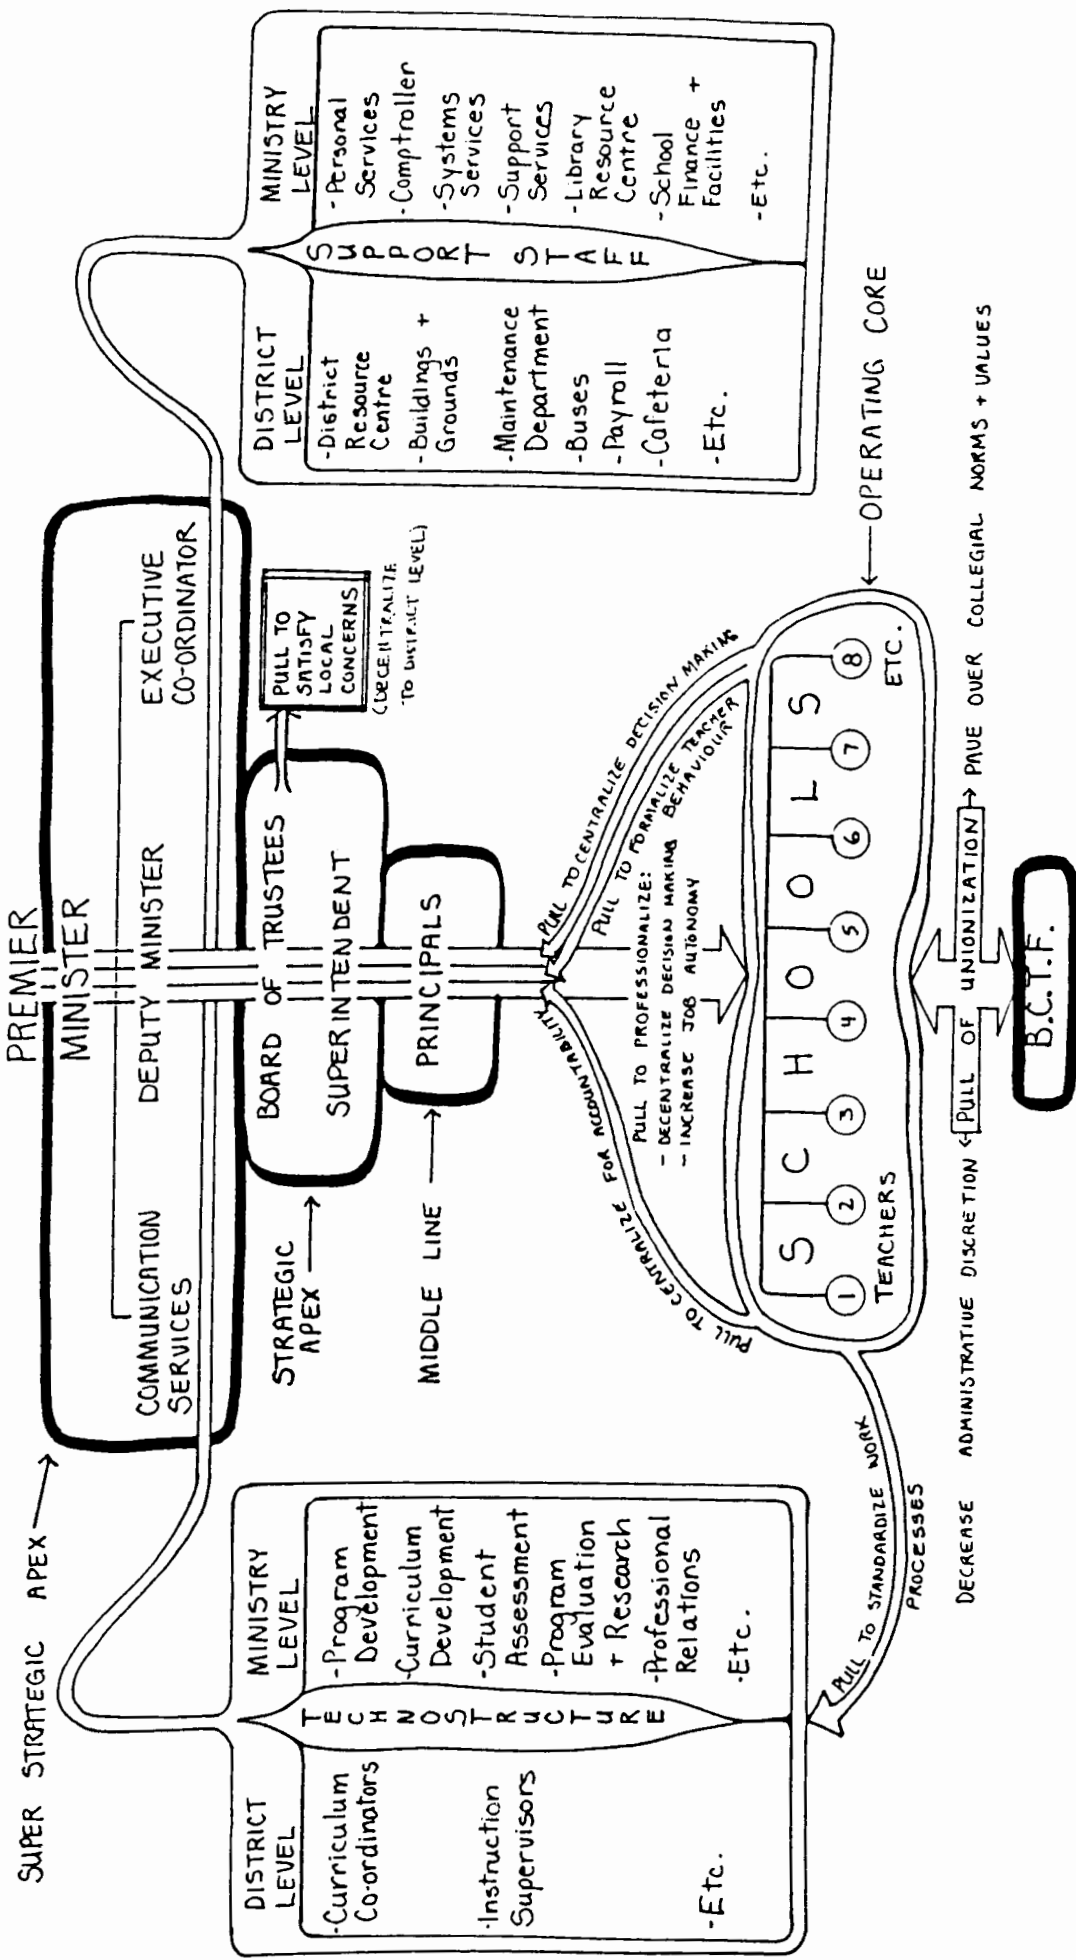 PREMIER
MINISTER
SUPER STRATEGIC APEX
DEPUTY MINISTER
COMMUNICATION
SERVICES
EXECUTIVE
CO-ORDINATOR
BOARD OF TRUSTEES
SUPERINTENDENT
STRATEGIC
APEX
PULL TO
SATISFY
LOCAL
CONCERNS
(DECENTRALIZE
TO DISTRICT LEVEL)
PRINCIPALS
MIDDLE LINE
DISTRICT
LEVEL
-Curriculum
Co-ordinators
-Instruction
Supervisors
-Etc.
TECHNOSTRUCTURE
MINISTRY
LEVEL
-Program
Development
-Curriculum
Development
-Student
Assessment
-Program
Evaluation
+ Research
-Professional
Relations
-Etc.
DISTRICT
LEVEL
-District
Resource
Centre
-Buildings +
Grounds
-Maintenance
Department
-Buses
-Payroll
-Cafeteria
-Etc.
SUPPORT STAFF
MINISTRY
LEVEL
-Personal
Services
-Comptroller
-Systems
Services
-Support
Services
-Library
Resource
Centre
-School
Finance +
Facilities
-Etc.
PULL TO CENTRALIZE FOR ACCOUNTABILITY
PULL TO CENTRALIZE DECISION MAKING
PULL TO FORMALIZE TEACHER
BEHAVIOUR
PULL TO PROFESSIONALIZE:
- DECENTRALIZE DECISION MAKING
- INCREASE JOB AUTONOMY
SCHOOLS
1 2 3 4 5 6 7 8
TEACHERS
ETC.
OPERATING CORE
PULL TO STANDARDIZE WORK
PROCESSES
DECREASE ADMINISTRATIVE DISCRETION
PULL OF UNIONIZATION
PAVE OVER COLLEGIAL NORMS + VALUES
B.C.T.F.